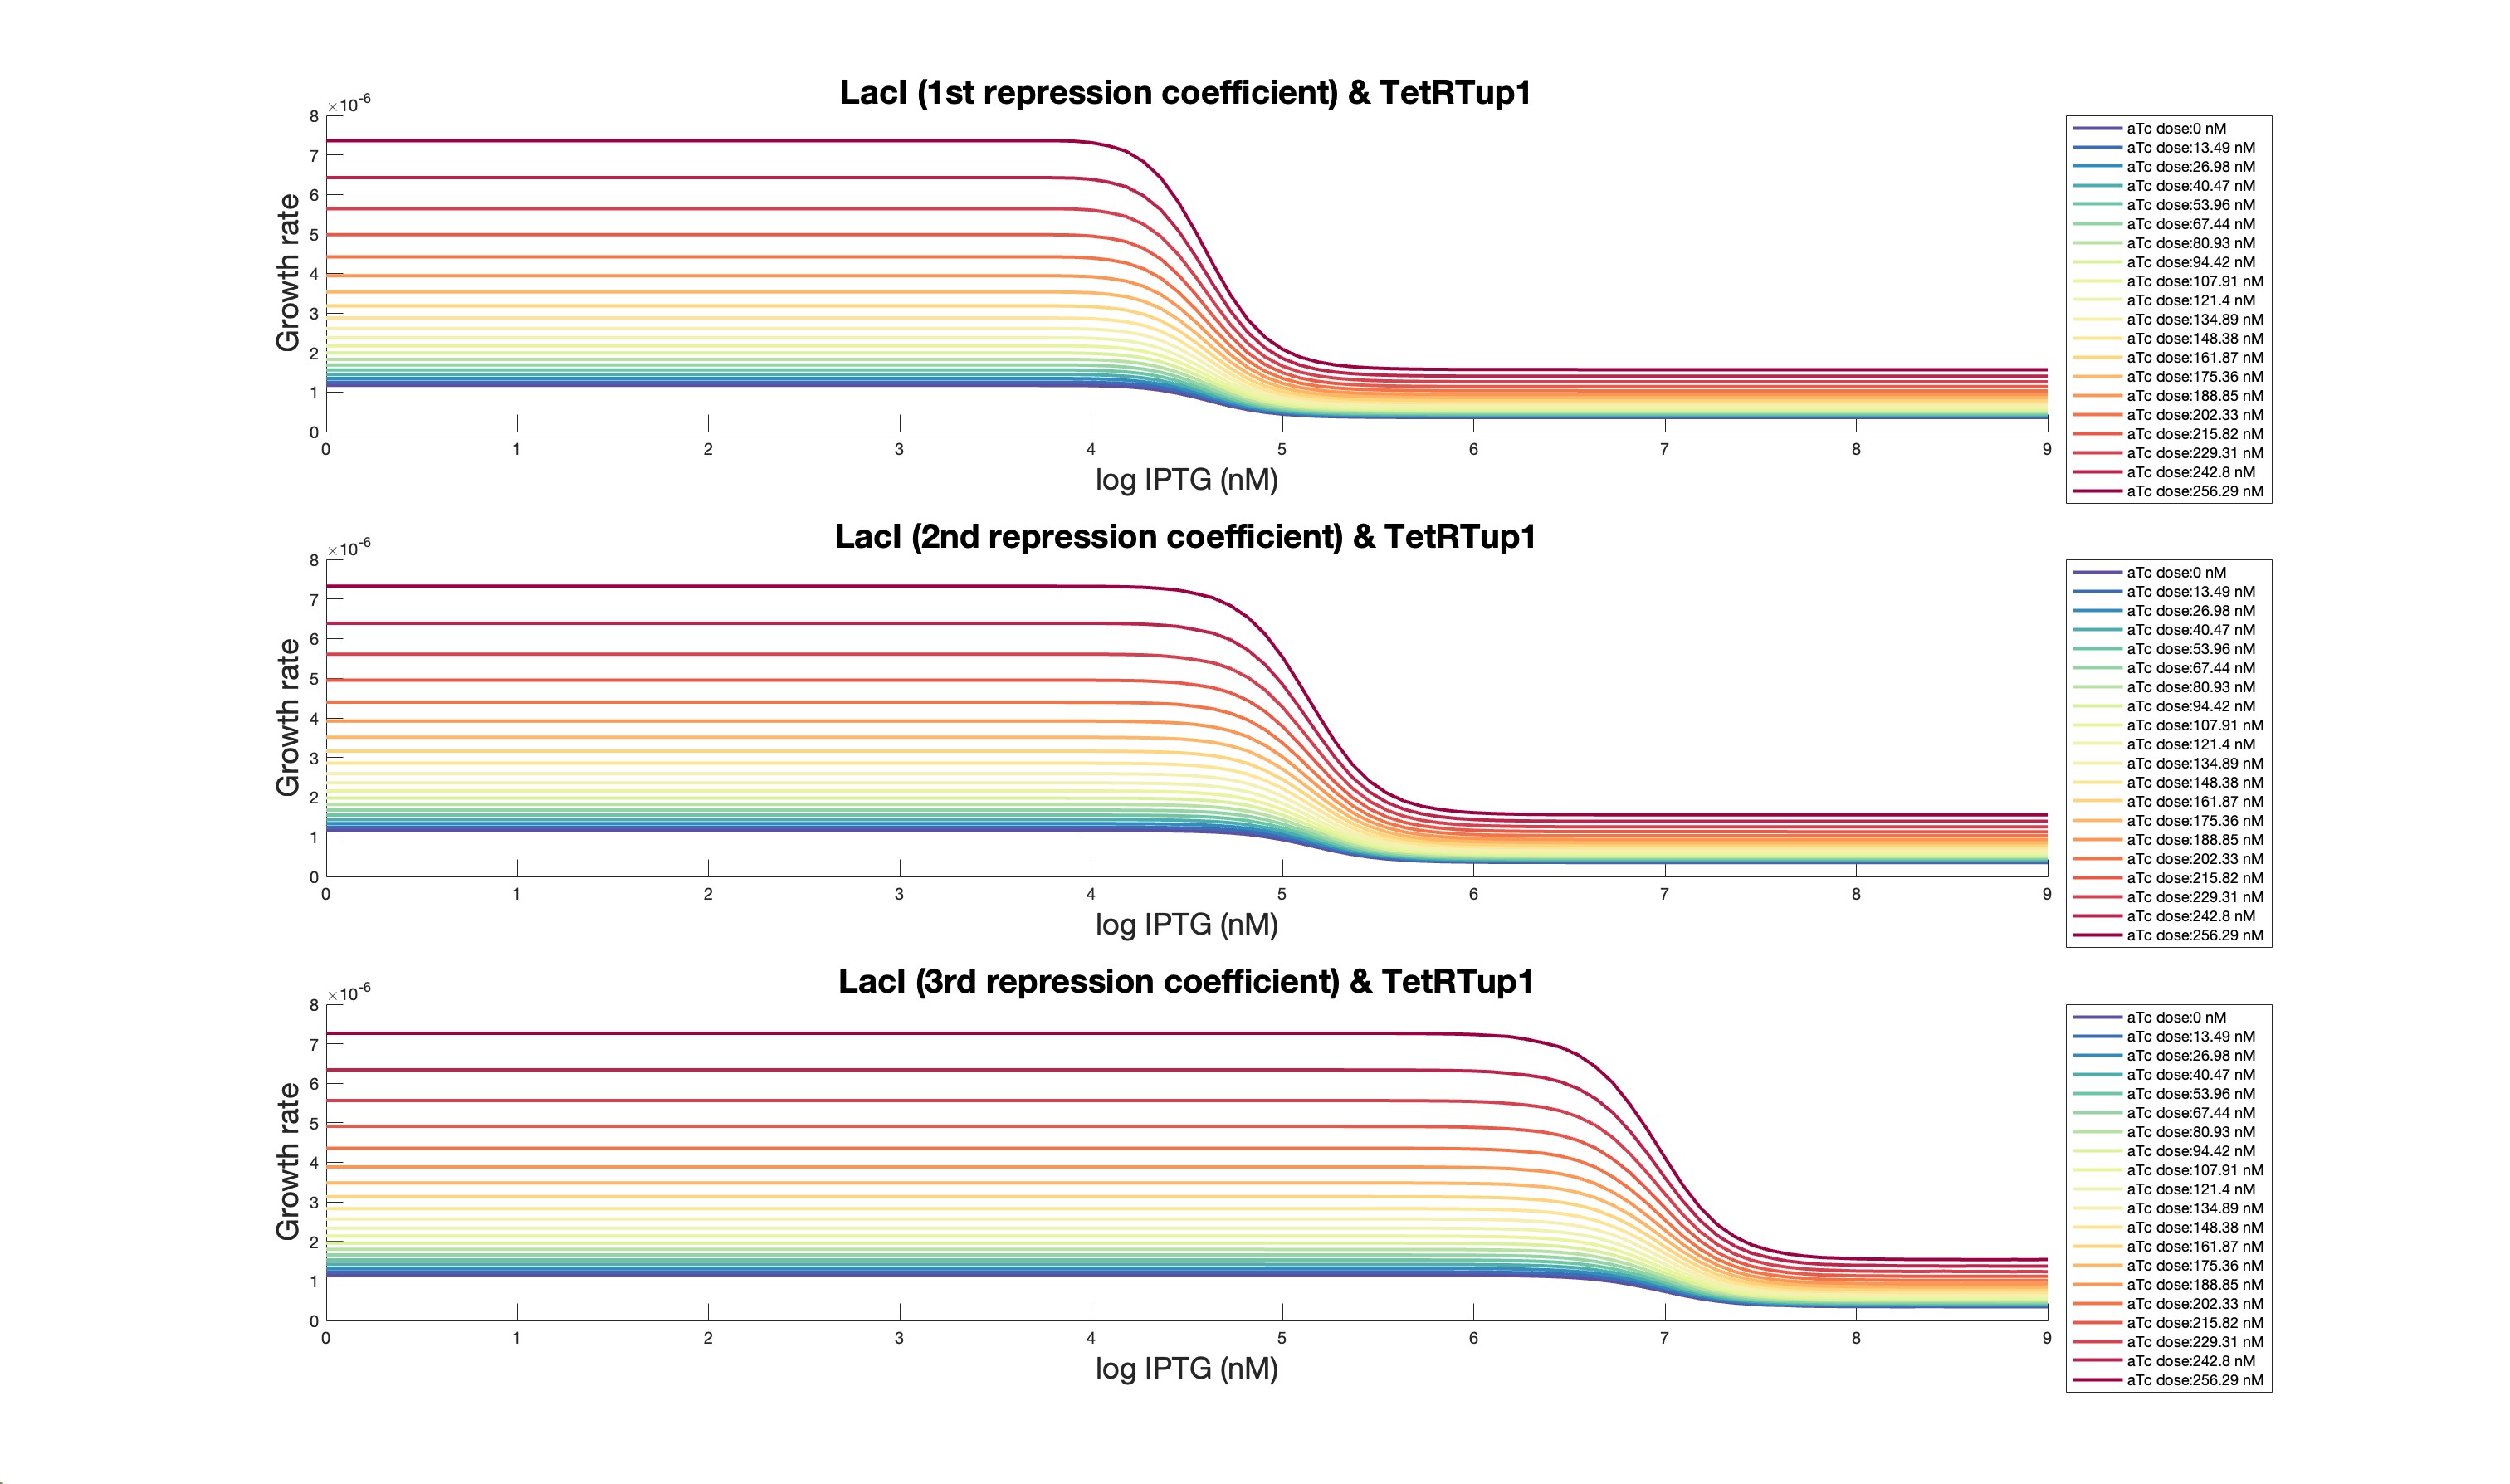 LacI (1st repression coefficient) & TetRTup1
×10-6
8
7
6
5
4
3
2
1
0
Growth rate
0 1 2 3 4 5 6 7 8 9
log IPTG (nM)
aTc dose:0 nM
aTc dose:13.49 nM
aTc dose:26.98 nM
aTc dose:40.47 nM
aTc dose:53.96 nM
aTc dose:67.44 nM
aTc dose:80.93 nM
aTc dose:94.42 nM
aTc dose:107.91 nM
aTc dose:121.4 nM
aTc dose:134.89 nM
aTc dose:148.38 nM
aTc dose:161.87 nM
aTc dose:175.36 nM
aTc dose:188.85 nM
aTc dose:202.33 nM
aTc dose:215.82 nM
aTc dose:229.31 nM
aTc dose:242.8 nM
aTc dose:256.29 nM
LacI (2nd repression coefficient) & TetRTup1
×10-6
8
7
6
5
4
3
2
1
0
Growth rate
0 1 2 3 4 5 6 7 8 9
log IPTG (nM)
aTc dose:0 nM
aTc dose:13.49 nM
aTc dose:26.98 nM
aTc dose:40.47 nM
aTc dose:53.96 nM
aTc dose:67.44 nM
aTc dose:80.93 nM
aTc dose:94.42 nM
aTc dose:107.91 nM
aTc dose:121.4 nM
aTc dose:134.89 nM
aTc dose:148.38 nM
aTc dose:161.87 nM
aTc dose:175.36 nM
aTc dose:188.85 nM
aTc dose:202.33 nM
aTc dose:215.82 nM
aTc dose:229.31 nM
aTc dose:242.8 nM
aTc dose:256.29 nM
LacI (3rd repression coefficient) & TetRTup1
×10-6
8
7
6
5
4
3
2
1
0
Growth rate
0 1 2 3 4 5 6 7 8 9
log IPTG (nM)
aTc dose:0 nM
aTc dose:13.49 nM
aTc dose:26.98 nM
aTc dose:40.47 nM
aTc dose:53.96 nM
aTc dose:67.44 nM
aTc dose:80.93 nM
aTc dose:94.42 nM
aTc dose:107.91 nM
aTc dose:121.4 nM
aTc dose:134.89 nM
aTc dose:148.38 nM
aTc dose:161.87 nM
aTc dose:175.36 nM
aTc dose:188.85 nM
aTc dose:202.33 nM
aTc dose:215.82 nM
aTc dose:229.31 nM
aTc dose:242.8 nM
aTc dose:256.29 nM